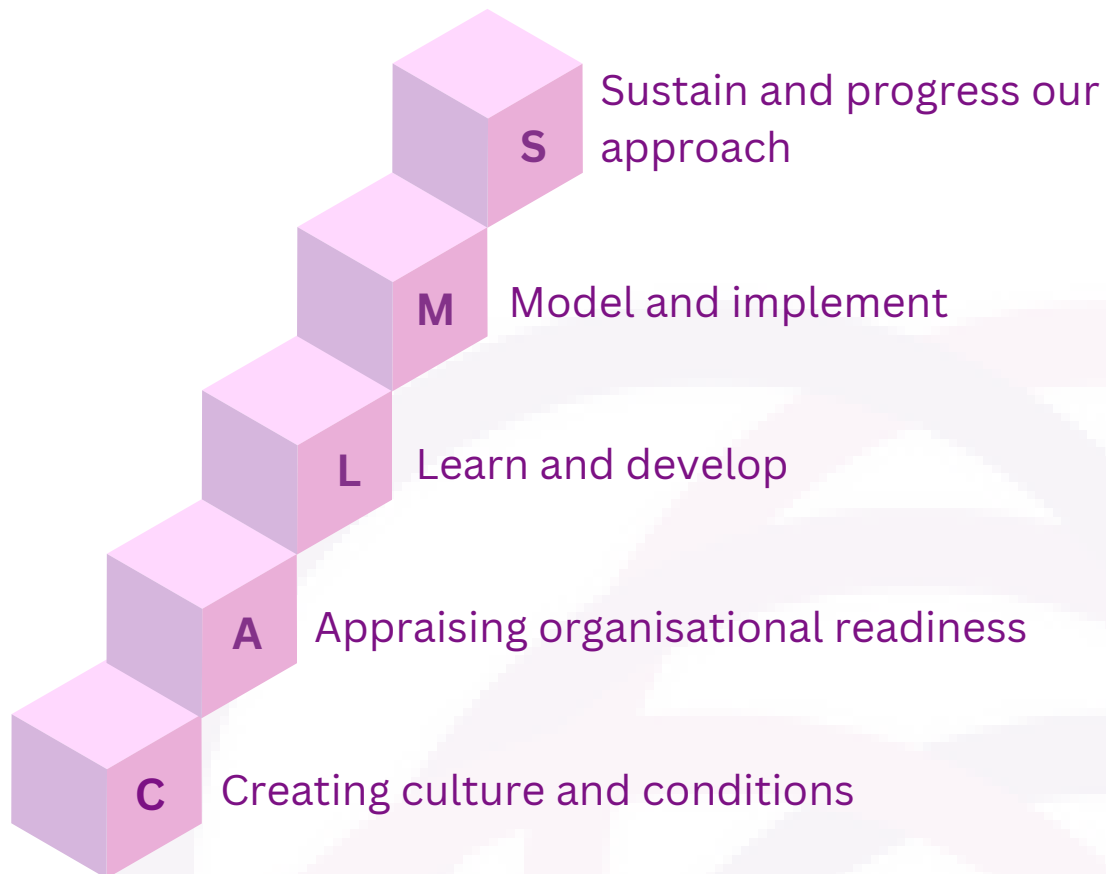 S Sustain and progress our
approach
M Model and implement
L Learn and develop
A Appraising organisational readiness
C Creating culture and conditions